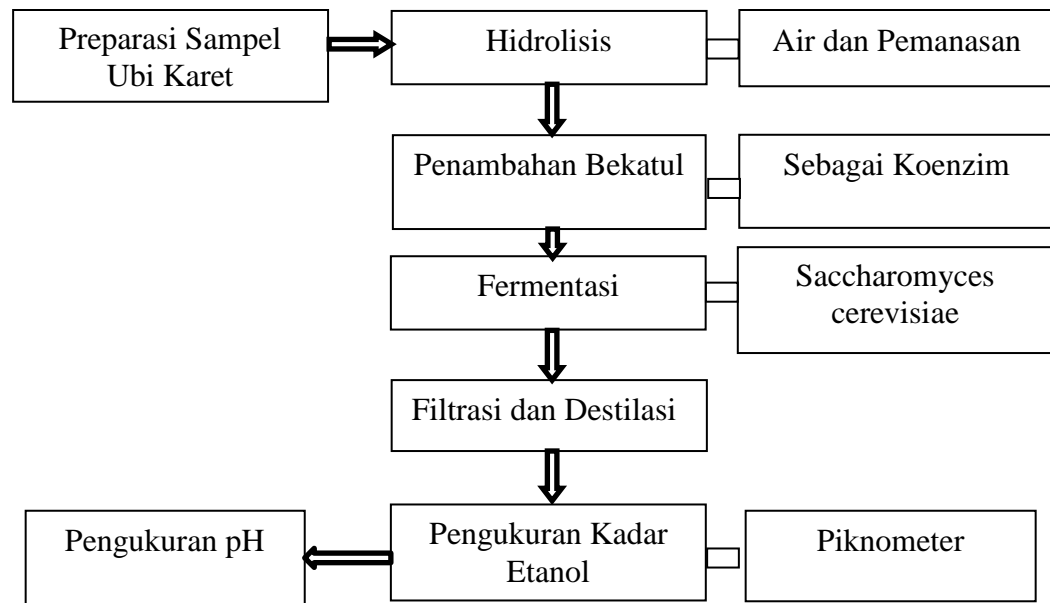 Preparasi Sampel
Ubi Karet
Hidrolisis
Air dan Pemanasan
Penambahan Bekatul
Sebagai Koenzim
Fermentasi
Saccharomyces
cerevisiae
Filtrasi dan Destilasi
Pengukuran pH
Pengukuran Kadar
Etanol
Piknometer